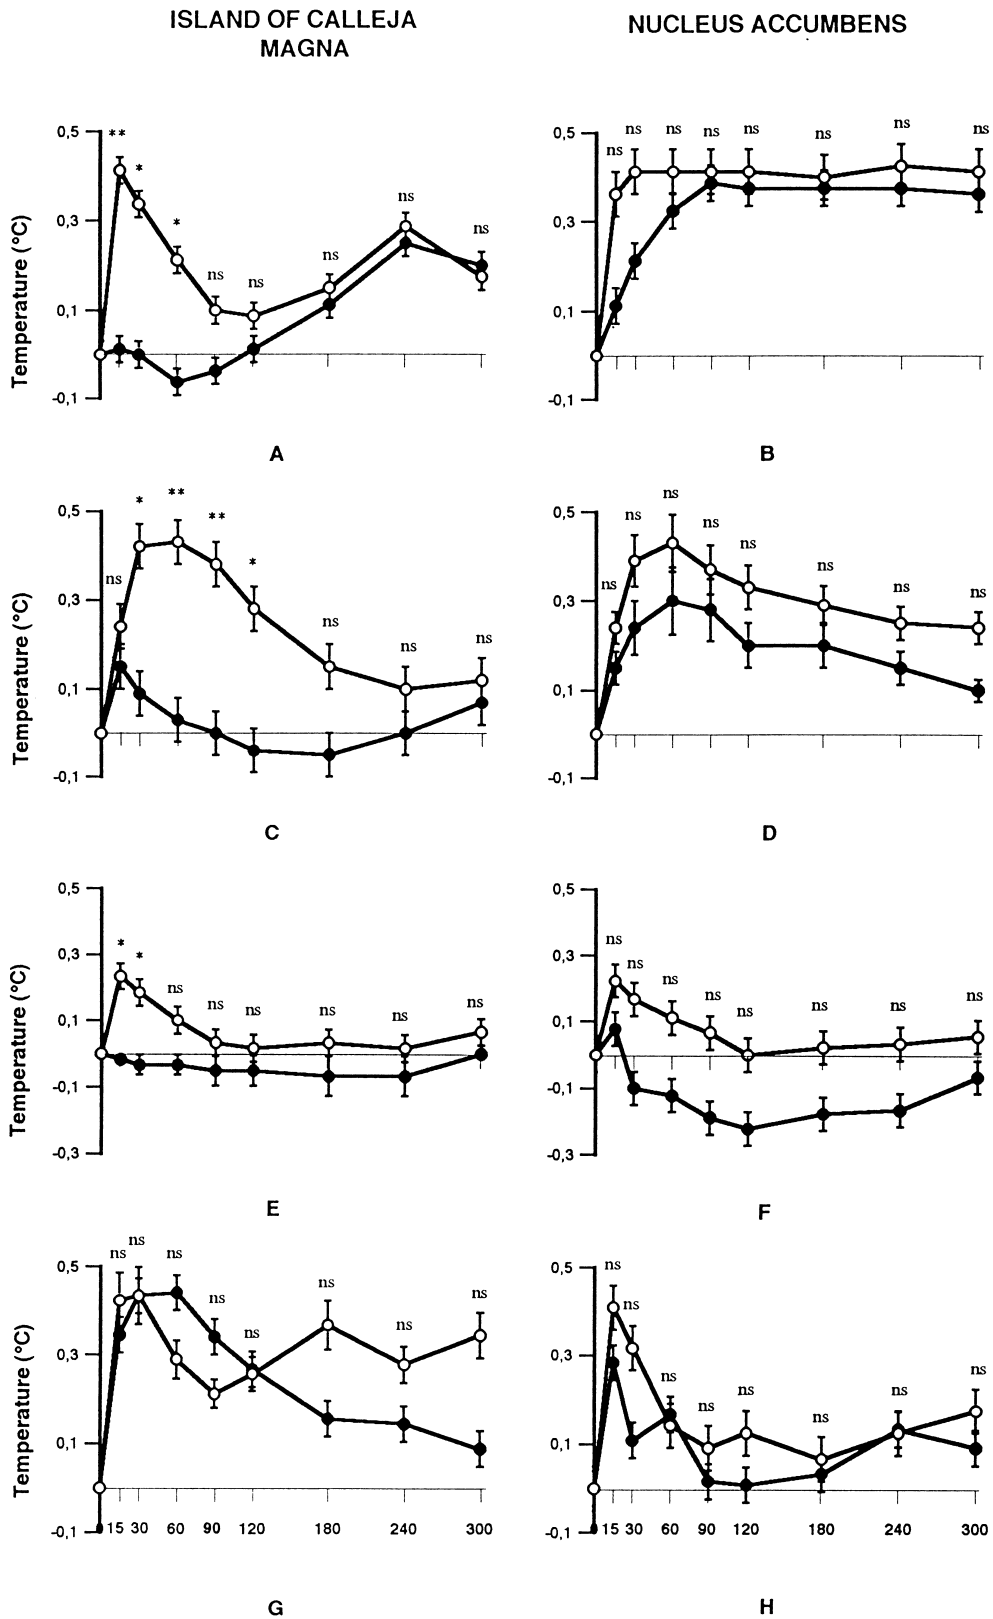 ISLAND OF CALLEJA
MAGNA
NUCLEUS ACCUMBENS
Temperature (°C)
0,5
0,3
0,1
-0,1
** * * ns ns ns ns ns
A
0,5
0,3
0,1
-0,1
ns ns ns ns ns ns ns ns
B
Temperature (°C)
0,5
0,3
0,1
-0,1
ns * ** ** * ns ns ns
C
0,5
0,3
0,1
-0,1
ns ns ns ns ns ns ns ns
D
Temperature (°C)
0,5
0,3
0,1
-0,1
-0,3
* * ns ns ns ns ns ns
E
0,5
0,3
0,1
-0,1
-0,3
ns ns ns ns ns ns ns ns
F
Temperature (°C)
0,5
0,3
0,1
-0,1
ns ns ns ns ns ns ns ns
0 15 30 60 90 120 180 240 300
G
0,5
0,3
0,1
-0,1
ns ns ns ns ns ns ns ns
0 15 30 60 90 120 180 240 300
H